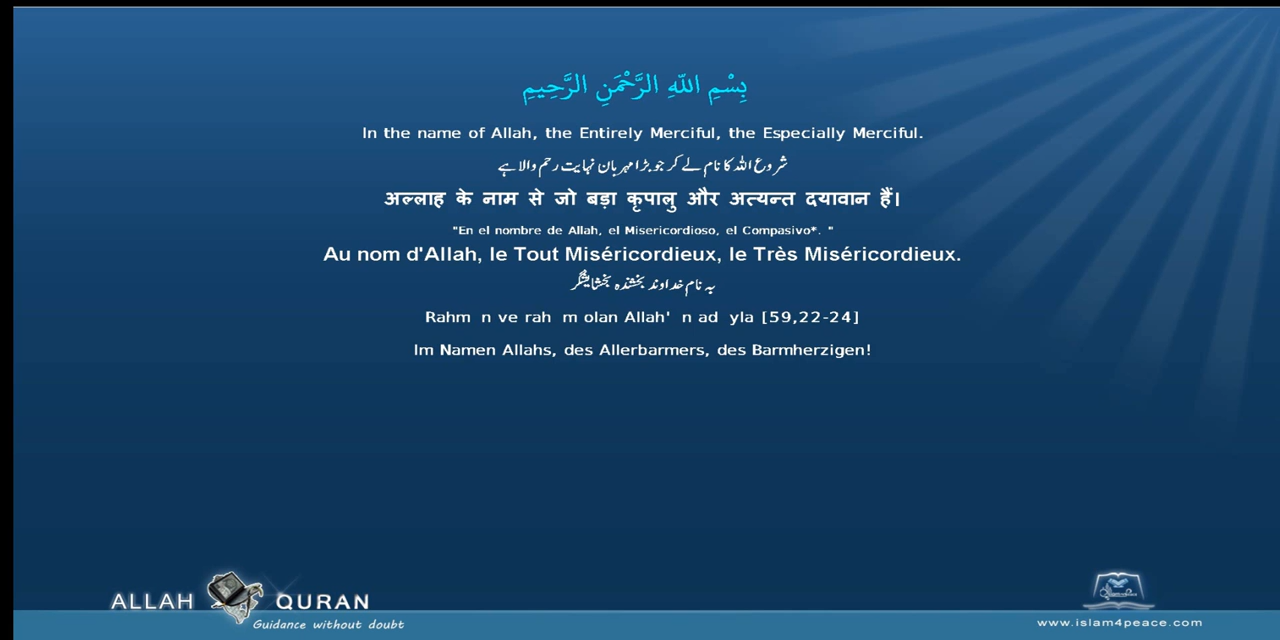 بِسْمِ اللّهِ الرَّحْمَنِ الرَّحِيمِ
In the name of Allah, the Entirely Merciful, the Especially Merciful.
شروع الله کا نام لے کر جو بڑا مہربان نہایت رحم والا ہے
अल्लाह के नाम से जो बड़ा कृपालु और अत्यन्त दयावान हैं।
"En el nombre de Allah, el Misericordioso, el Compasivo*. "
Au nom d'Allah, le Tout Miséricordieux, le Très Miséricordieux.
به نام خداوند بخشنده بخشایشگر
Rahm n ve rah m olan Allah' n ad yla [59,22-24]
Im Namen Allahs, des Allerbarmers, des Barmherzigen!
ALLAH QURAN
Guidance without doubt
www.islam4peace.com